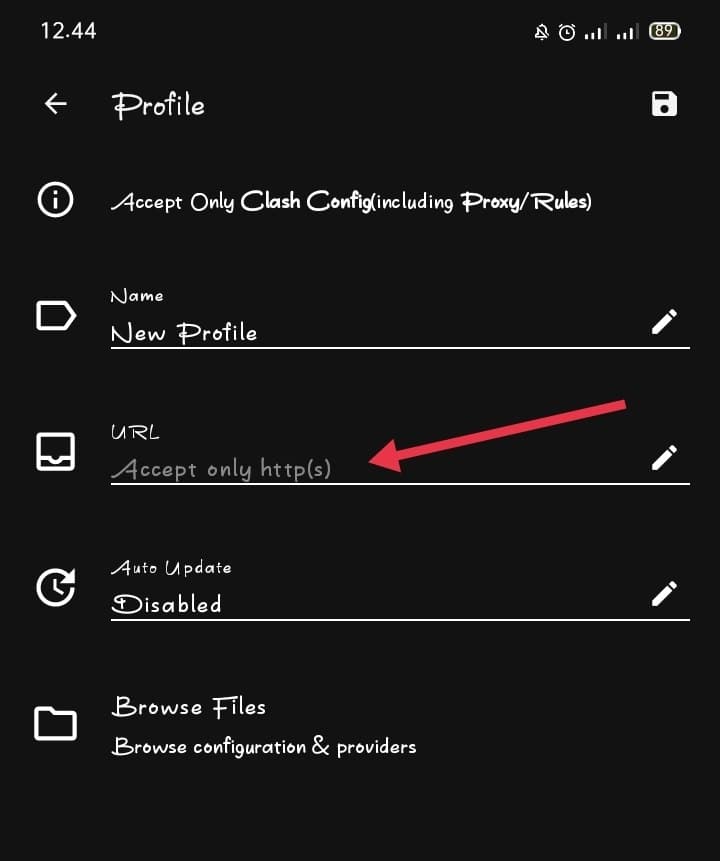 12.44
89
Profile
Accept Only Clash Config(including Proxy/Rules)
Name
New Profile
URL
Accept only http(s)
Auto Update
Disabled
Browse Files
Browse configuration & providers